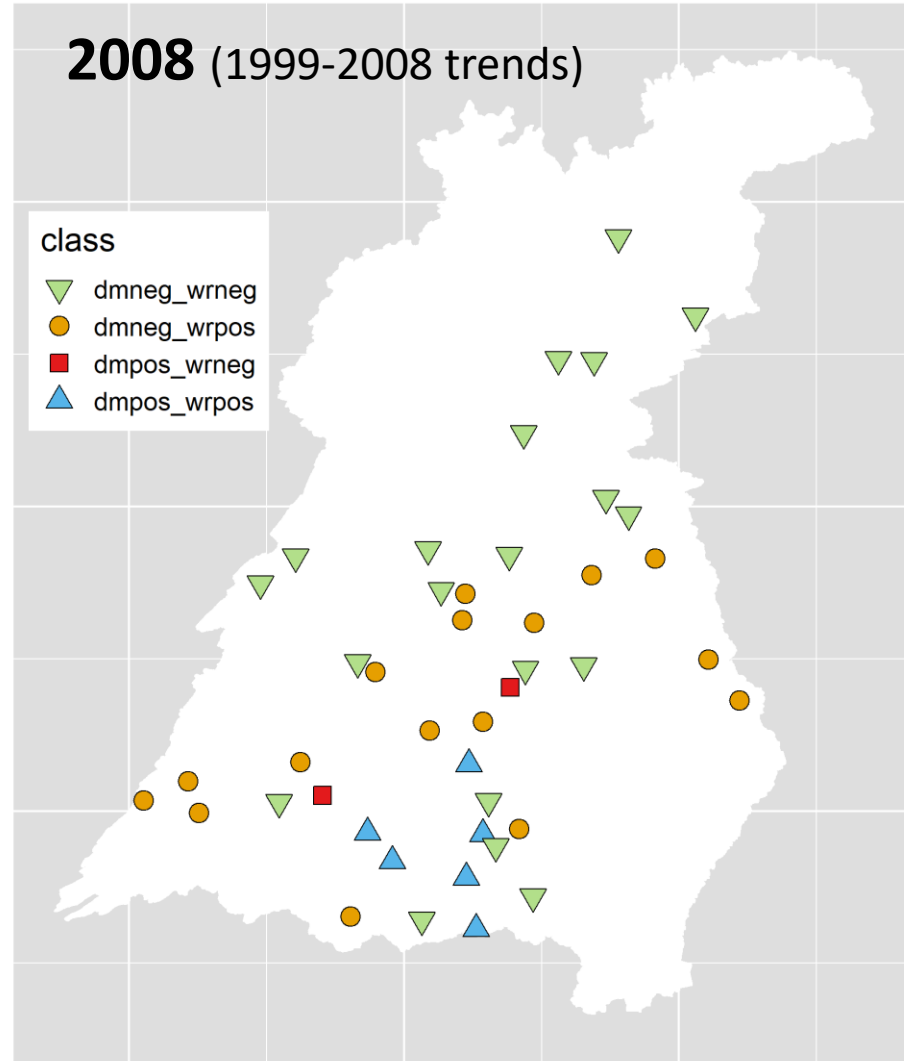 2008 (1999-2008 trends)
class
dmneg_wrneg
dmneg_wrpos
dmpos_wrneg
dmpos_wrpos